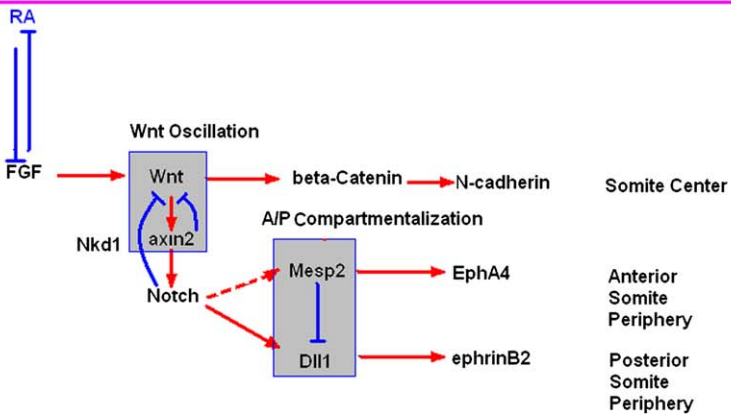 RA
Wnt Oscillation
FGF
Wnt
beta-Catenin
N-cadherin
Somite Center
Nkd1
axin2
A/P Compartmentalization
Notch
Mesp2
EphA4
Anterior
Somite
Periphery
Dll1
ephrinB2
Posterior
Somite
Periphery